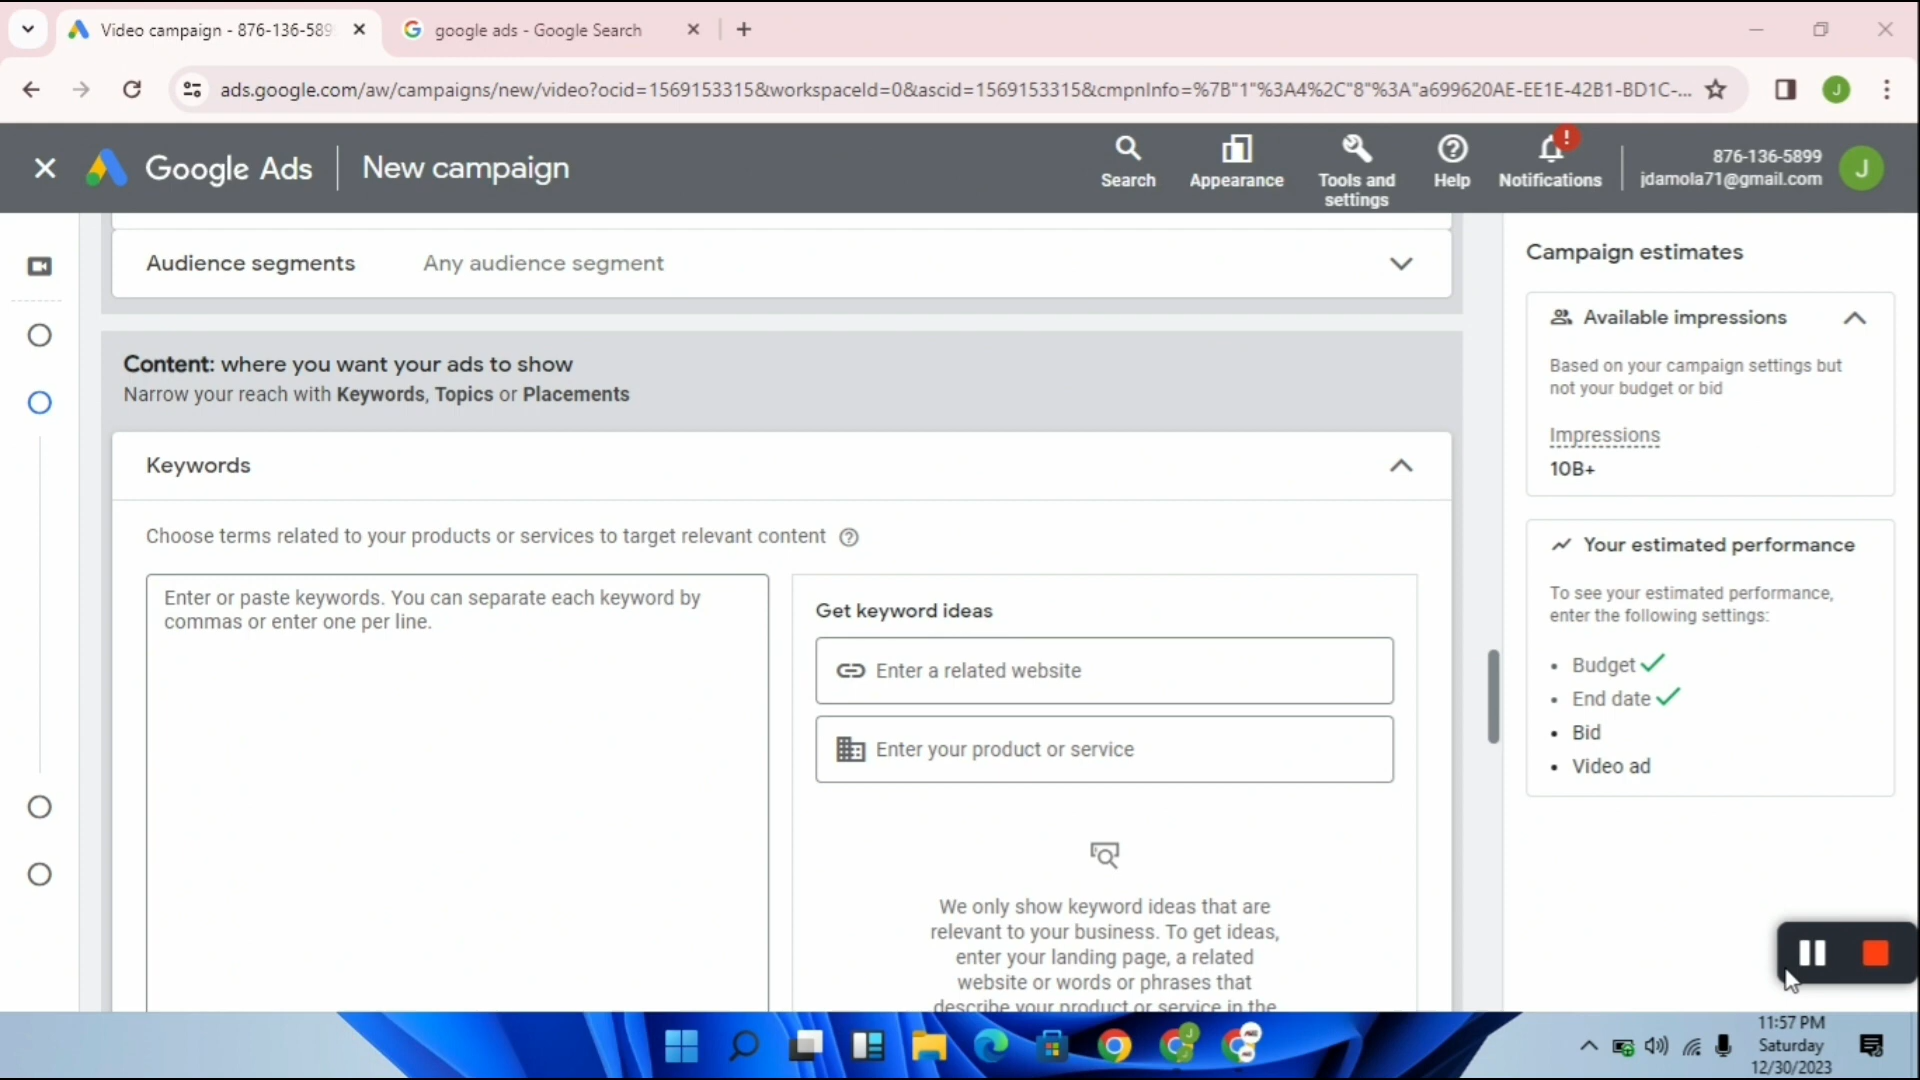 Video campaign - 876-136-589
google ads - Google Search
ads.google.com/aw/campaigns/new/video?ocid=1569153315&workspaceId=0&ascid=1569153315&cmpnInfo=%7B"1"%3A4%2C"8"%3A"a699620AE-EE1E-42B1-BD1C-...
J
Google Ads
New campaign
Search
Appearance
Tools and
settings
Help
!
Notifications
876-136-5899
jdamola71@gmail.com
J
Audience segments
Any audience segment
Content: where you want your ads to show
Narrow your reach with Keywords, Topics or Placements
Keywords
Choose terms related to your products or services to target relevant content
Enter or paste keywords. You can separate each keyword by
commas or enter one per line.
Get keyword ideas
Enter a related website
Enter your product or service
We only show keyword ideas that are
relevant to your business. To get ideas,
enter your landing page, a related
website or words or phrases that
describe your product or service in the
Campaign estimates
Available impressions
Based on your campaign settings but
not your budget or bid
Impressions
10B+
Your estimated performance
To see your estimated performance,
enter the following settings:
• Budget
• End date
• Bid
• Video ad
11:57 PM
Saturday
12/30/2023